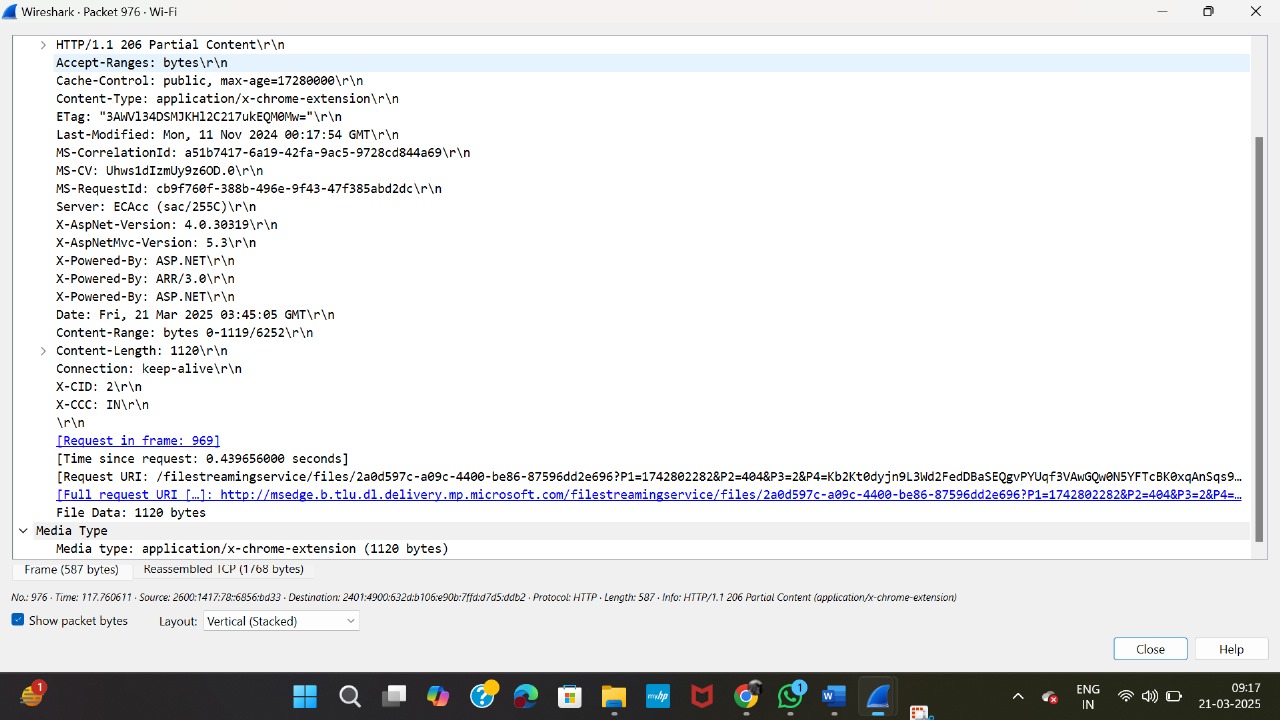 Wireshark · Packet 976 · Wi-Fi
HTTP/1.1 206 Partial Content\r\n
Accept-Ranges: bytes\r\n
Cache-Control: public, max-age=17280000\r\n
Content-Type: application/x-chrome-extension\r\n
ETag: "3AWVl34DSMJKHl2C217ukEQM0Mw="\r\n
Last-Modified: Mon, 11 Nov 2024 00:17:54 GMT\r\n
MS-CorrelationId: a51b7417-6a19-42fa-9ac5-9728cd844a69\r\n
MS-CV: Uhws1dIzmUy9z6OD.0\r\n
MS-RequestId: cb9f760f-388b-496e-9f43-47f385abd2dc\r\n
Server: ECAcc (sac/255C)\r\n
X-AspNet-Version: 4.0.30319\r\n
X-AspNetMvc-Version: 5.3\r\n
X-Powered-By: ASP.NET\r\n
X-Powered-By: ARR/3.0\r\n
X-Powered-By: ASP.NET\r\n
Date: Fri, 21 Mar 2025 03:45:05 GMT\r\n
Content-Range: bytes 0-1119/6252\r\n
Content-Length: 1120\r\n
Connection: keep-alive\r\n
X-CID: 2\r\n
X-CCC: IN\r\n
\r\n
[Request in frame: 969]
[Time since request: 0.439656000 seconds]
[Request URI: /filestreamingservice/files/2a0d597c-a09c-4400-be86-87596dd2e696?P1=1742802282&P2=404&P3=2&P4=Kb2Kt0dyjn9L3Wd2FedDBaSEQgvPYUqf3VAwGQw0N5YFTcBK0xqAnSqs9…
[Full request URI […]: http://msedge.b.tlu.dl.delivery.mp.microsoft.com/filestreamingservice/files/2a0d597c-a09c-4400-be86-87596dd2e696?P1=1742802282&P2=404&P3=2&P4=…
File Data: 1120 bytes
Media Type
Media type: application/x-chrome-extension (1120 bytes)
Frame (587 bytes) Reassembled TCP (1768 bytes)
No.: 976 · Time: 117.760611 · Source: 2600:1417:78::6856:bd33 · Destination: 2401:4900:632d:b106:e90b:7ffd:d7d5:ddb2 · Protocol: HTTP · Length: 587 · Info: HTTP/1.1 206 Partial Content (application/x-chrome-extension)
Show packet bytes Layout: Vertical (Stacked)
Close Help
1
myhp
1
W
ENG
IN
09:17
21-03-2025